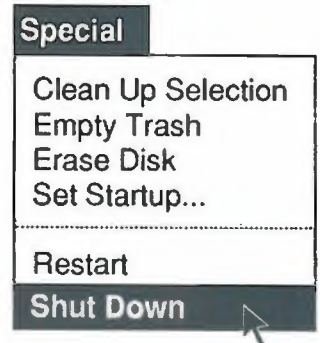 Special
Clean Up Selection
Empty Trash
Erase Disk
Set Startup...
Restart
Shut Down